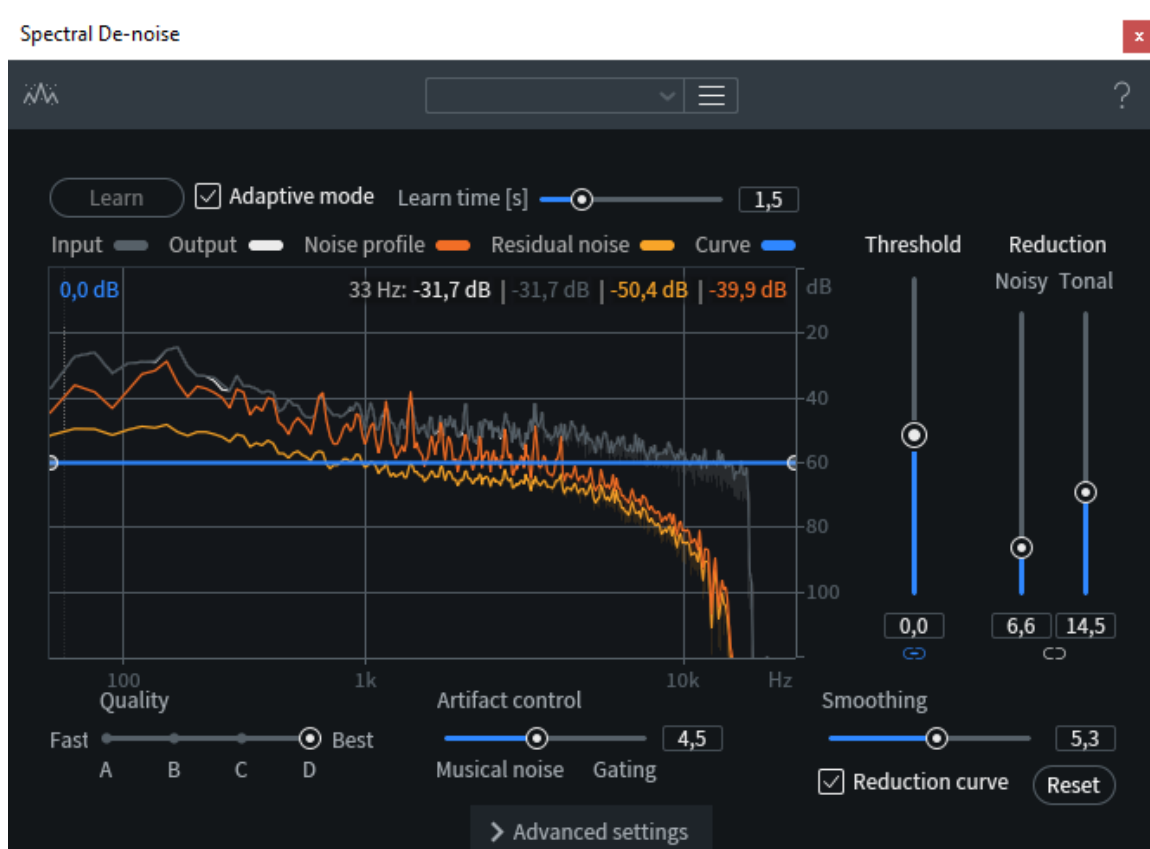 Spectral De-noise
x
?
Learn Adaptive mode Learn time [s] 1,5
Input Output Noise profile Residual noise Curve Threshold Reduction
Noisy Tonal
0,0 dB 33 Hz: -31,7 dB | -31,7 dB | -50,4 dB | -39,9 dB dB
-20
-40
-60
-80
-100
0,0 6,6 14,5
100 1k 10k Hz
Quality Artifact control Smoothing
Fast Best 4,5 5,3
A B C D Musical noise Gating
Reduction curve Reset
Advanced settings